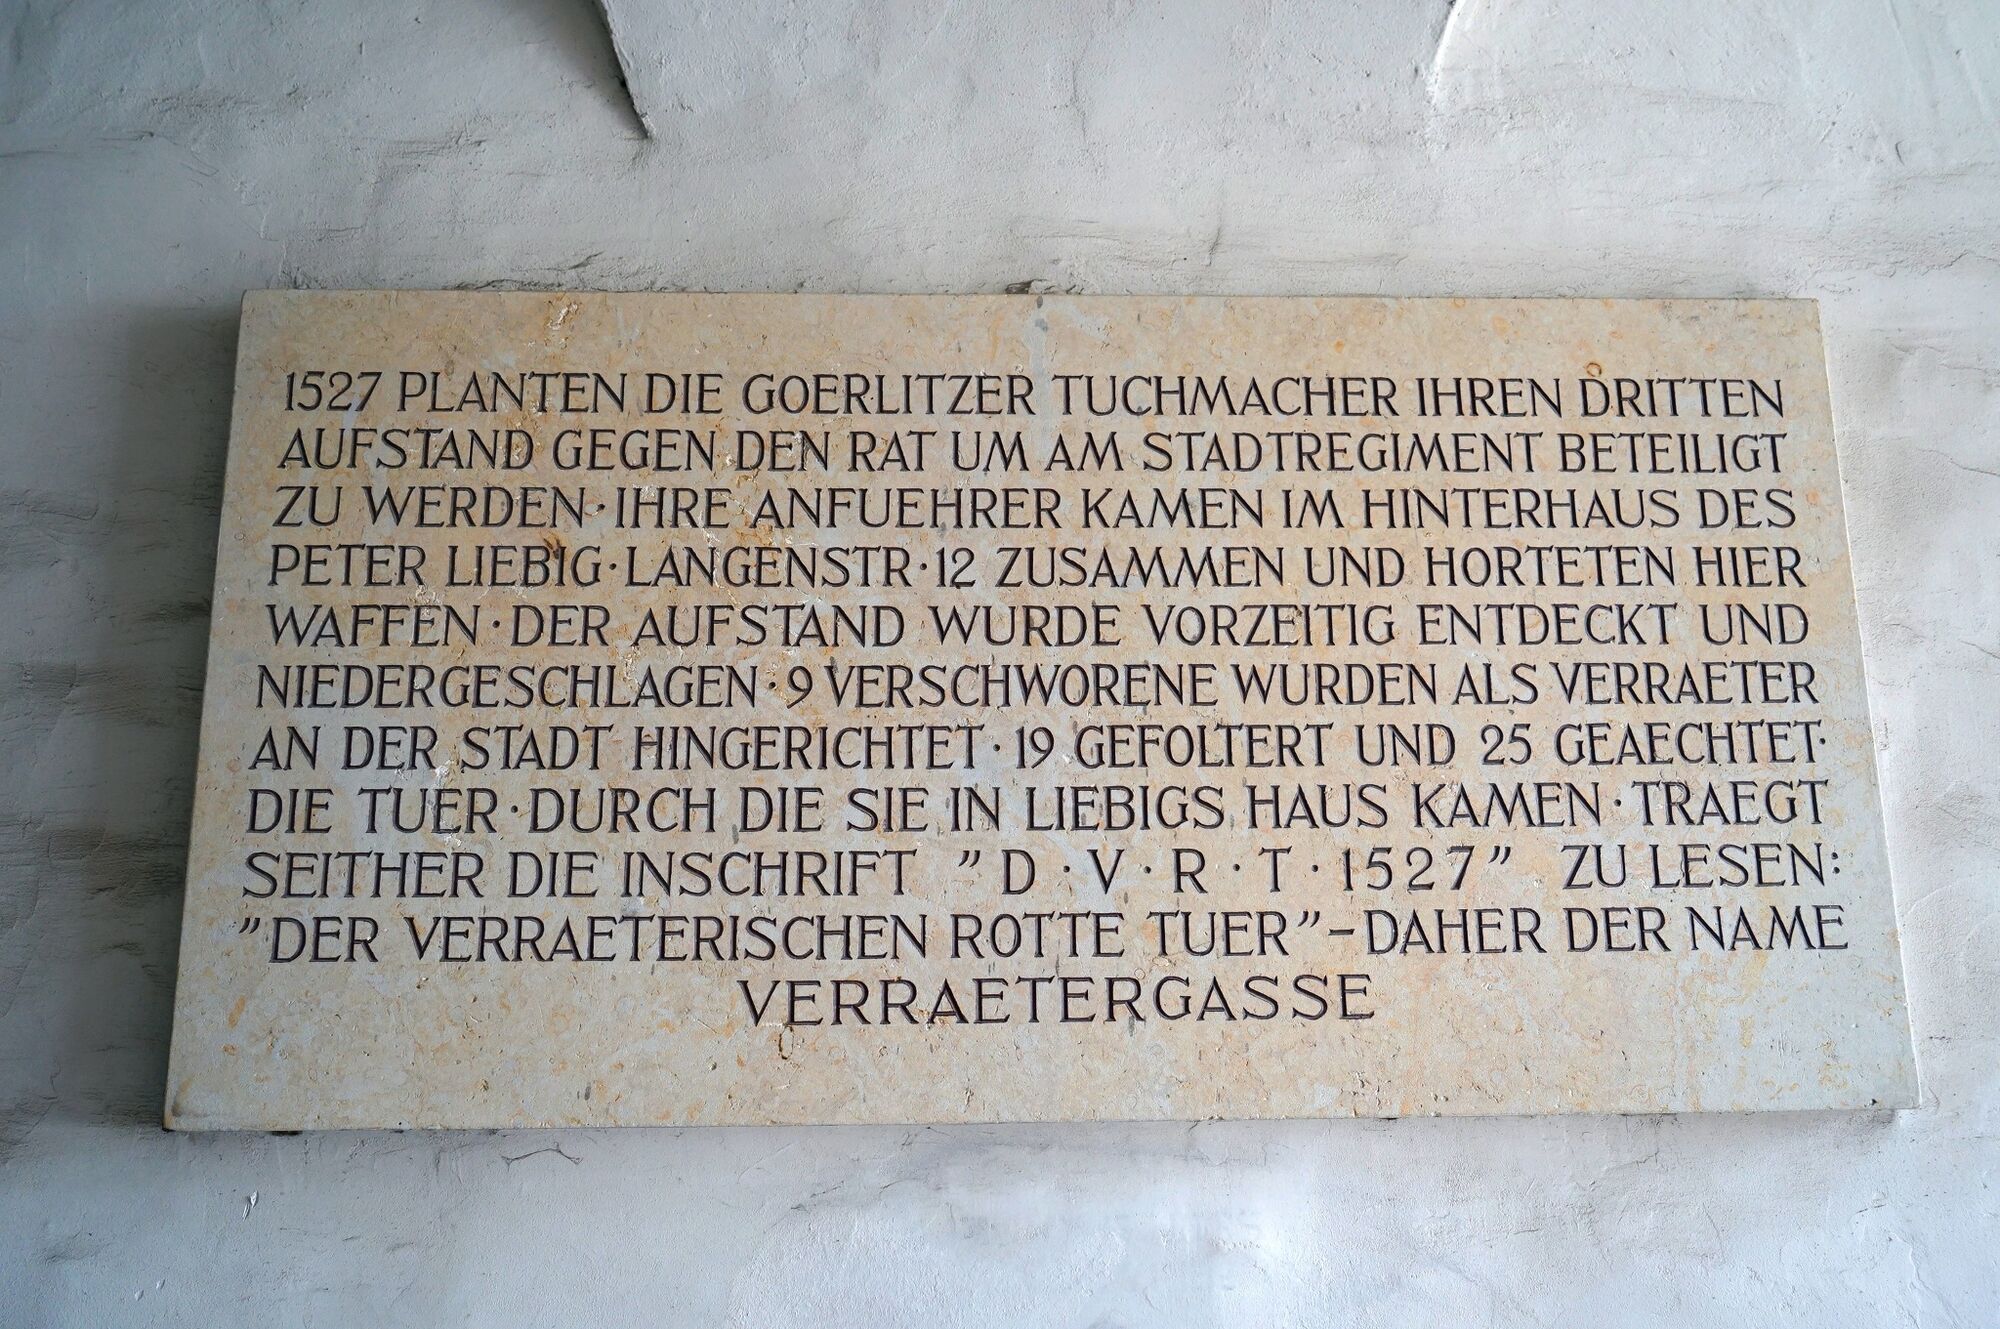 1527 PLANTEN DIE GOERLITZER TUCHMACHER IHREN DRITTEN
AUFSTAND GEGEN DEN RAT UM AM STADTREGIMENT BETEILIGT
ZU WERDEN · IHRE ANFUEHRER KAMEN IM HINTERHAUS DES
PETER LIEBIG · LANGENSTR · 12 ZUSAMMEN UND HORTETEN HIER
WAFFEN · DER AUFSTAND WURDE VORZEITIG ENTDECKT UND
NIEDERGESCHLAGEN · 9 VERSCHWORENE WURDEN ALS VERRAETER
AN DER STADT HINGERICHTET · 19 GEFOLTERT UND 25 GEAECHTET·
DIE TUER · DURCH DIE SIE IN LIEBIGS HAUS KAMEN · TRAEGT
SEITHER DIE INSCHRIFT ”D · V · R · T · 1527” ZU LESEN:
”DER VERRAETERISCHEN ROTTE TUER”–DAHER DER NAME
VERRAETERGASSE